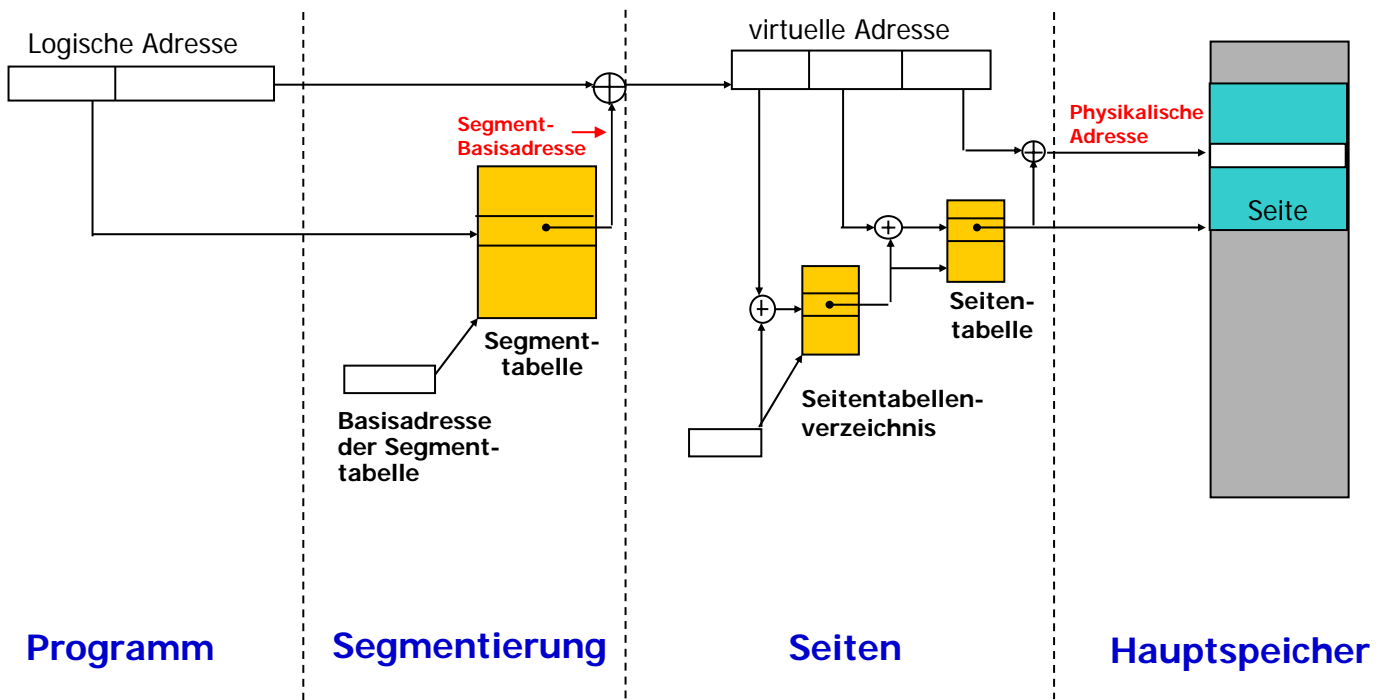 Logische Adresse
virtuelle Adresse
Segment-
Basisadresse
Physikalische
Adresse
Seite
Segment-
tabelle
Seiten-
tabelle
Basisadresse
der Segment-
tabelle
Seitentabellen-
verzeichnis
Programm
Segmentierung
Seiten
Hauptspeicher